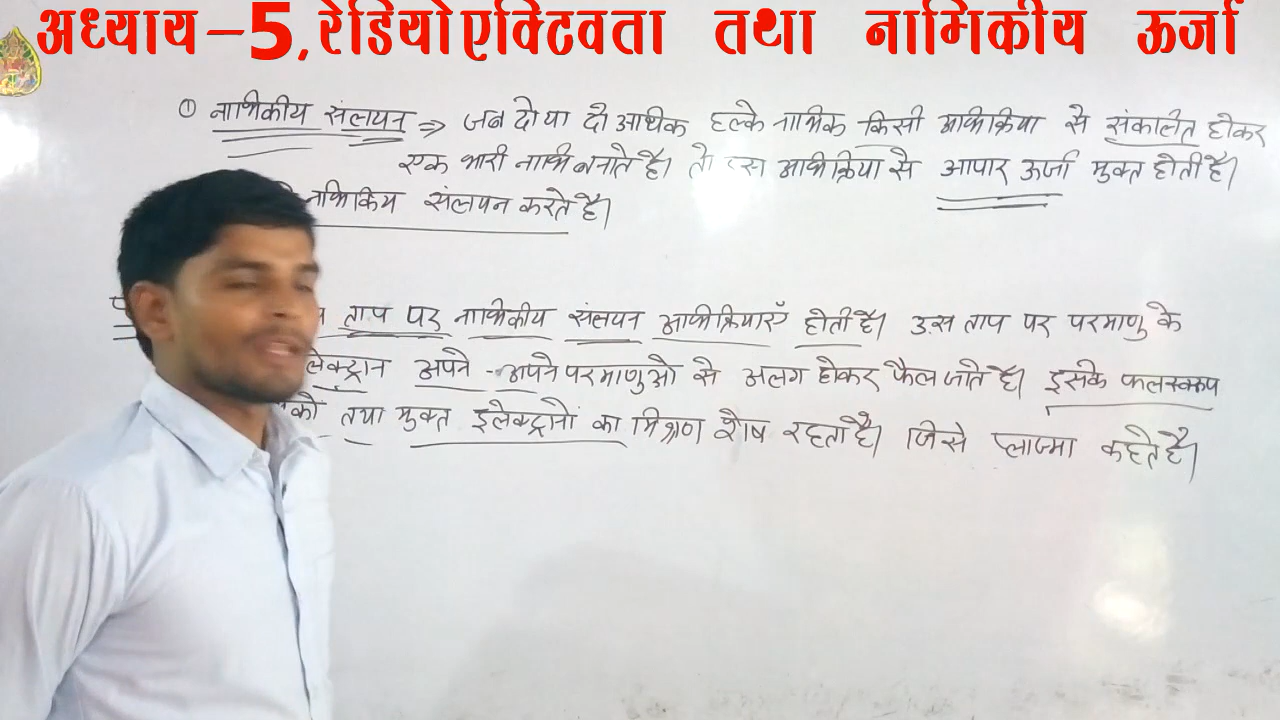 अध्याय-5, रेडियोएक्टिवता तथा नाभिकीय ऊर्जा
① नाभिकीय संलयन ⇒ जब दो या दो अधिक हल्के नाभिक किसी अभिक्रिया से संकलित होकर
एक भारी नाभि बनाते है। तो इस अभिक्रिया से आपार ऊर्जा मुक्त होती है।
नाभिकिय संलयन करते है।
ताप पर नाभिकीय संलयन अभिक्रियाएँ होती है। उस ताप पर परमाणु के
लेक्ट्रान अपने - अपने परमाणुओ से अलग होकर फैल जाते है। इसके फलस्वरूप
को तथा मुक्त इलेक्ट्रानो का मिश्रण शेष रहता है। जिसे प्लाज्मा कहते है।